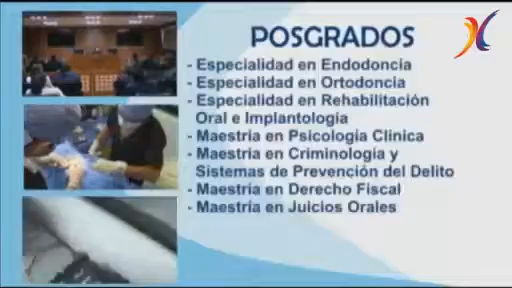 POSGRADOS
- Especialidad en Endodoncia
- Especialidad en Ortodoncia
- Especialidad en Rehabilitación
Oral e Implantología
- Maestría en Psicología Clínica
- Maestría en Criminología y
Sistemas de Prevención del Delito
- Maestría en Derecho Fiscal
- Maestría en Juicios Orales